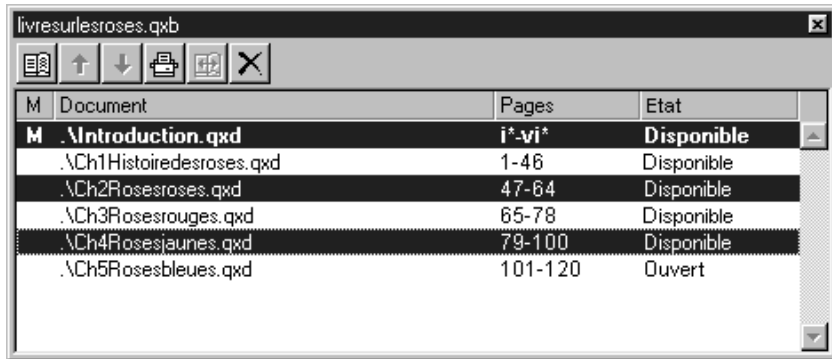 livresurlesroses.qxb
M Document Pages Etat
M .\Introduction.qxd i*-vi* Disponible
.\Ch1Histoiredesroses.qxd 1-46 Disponible
.\Ch2Rosesroses.qxd 47-64 Disponible
.\Ch3Rosesrouges.qxd 65-78 Disponible
.\Ch4Rosesjaunes.qxd 79-100 Disponible
.\Ch5Rosesbleues.qxd 101-120 Ouvert